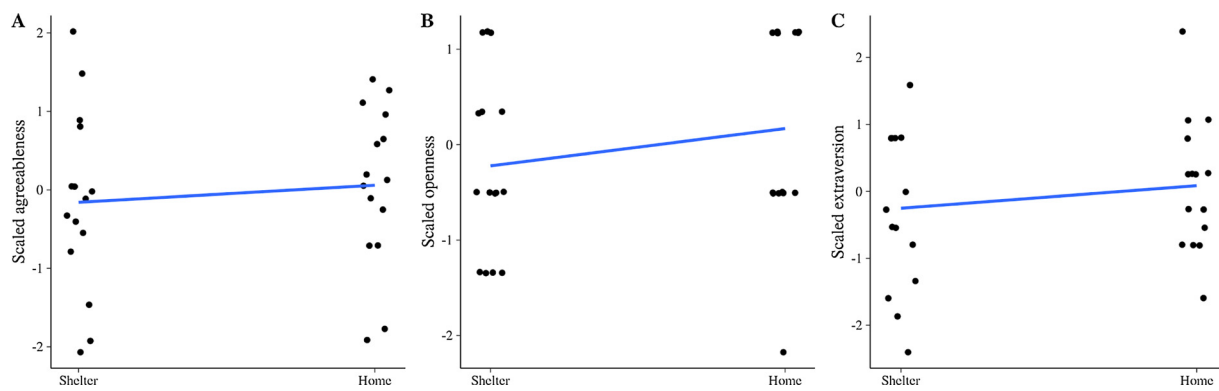 A
Scaled agreeableness
2
1
0
-1
-2
Shelter
Home
B
Scaled openness
1
0
-1
-2
Shelter
Home
C
Scaled extraversion
2
1
0
-1
-2
Shelter
Home